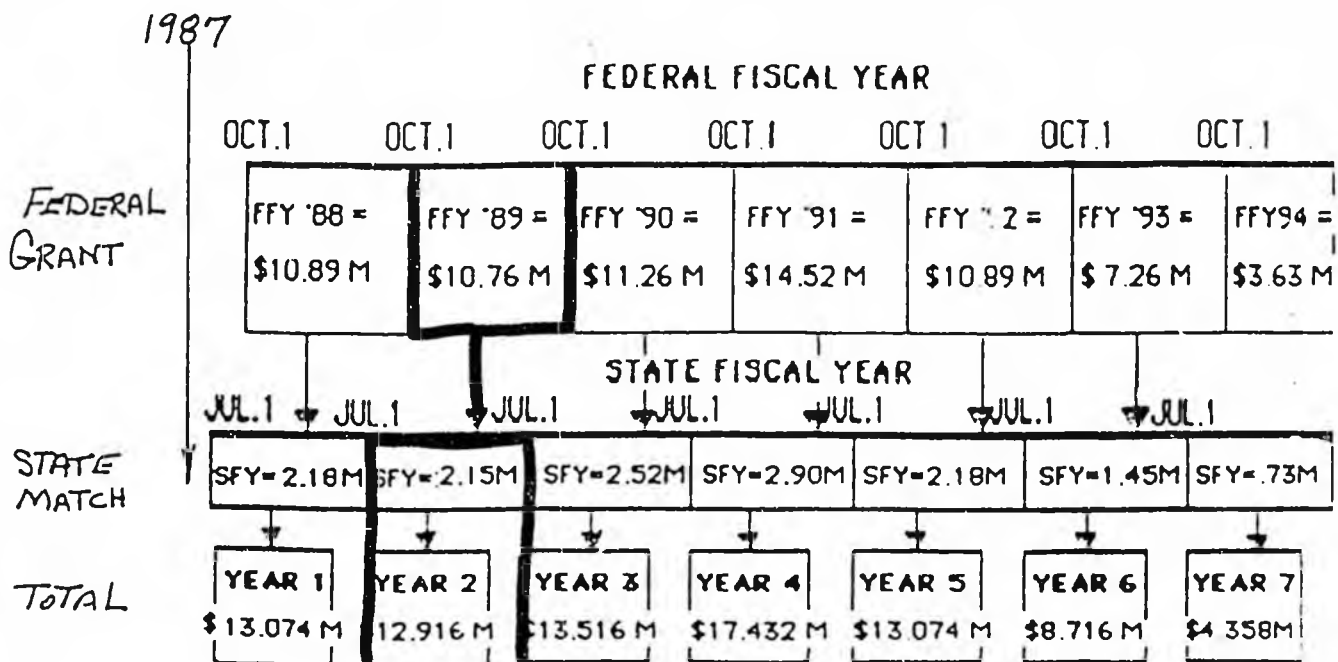 1987
FEDERAL FISCAL YEAR
OCT.1 OCT.1 OCT.1 OCT.1 OCT 1 OCT.1 OCT 1
FEDERAL GRANT
FFY '88 = FFY '89 = FFY '90 = FFY '91 = FFY 2 = FFY '93 = FFY94 =
$10.89 M $10.76 M $11.26 M $14.52 M $10.89 M $7.26 M $3.63 M
STATE FISCAL YEAR
JUL.1 JUL.1 JUL.1 JUL.1 JUL.1 JUL.1 JUL.1
STATE MATCH
SFY=2.18M SFY=2.15M SFY=2.52M SFY=2.90M SFY=2.18M SFY=1.45M SFY=.73M
TOTAL
YEAR 1 YEAR 2 YEAR 3 YEAR 4 YEAR 5 YEAR 6 YEAR 7
$13.074 M 12.916 M $13.516 M $17.432 M $13.074 M $8.716 M $4.358M